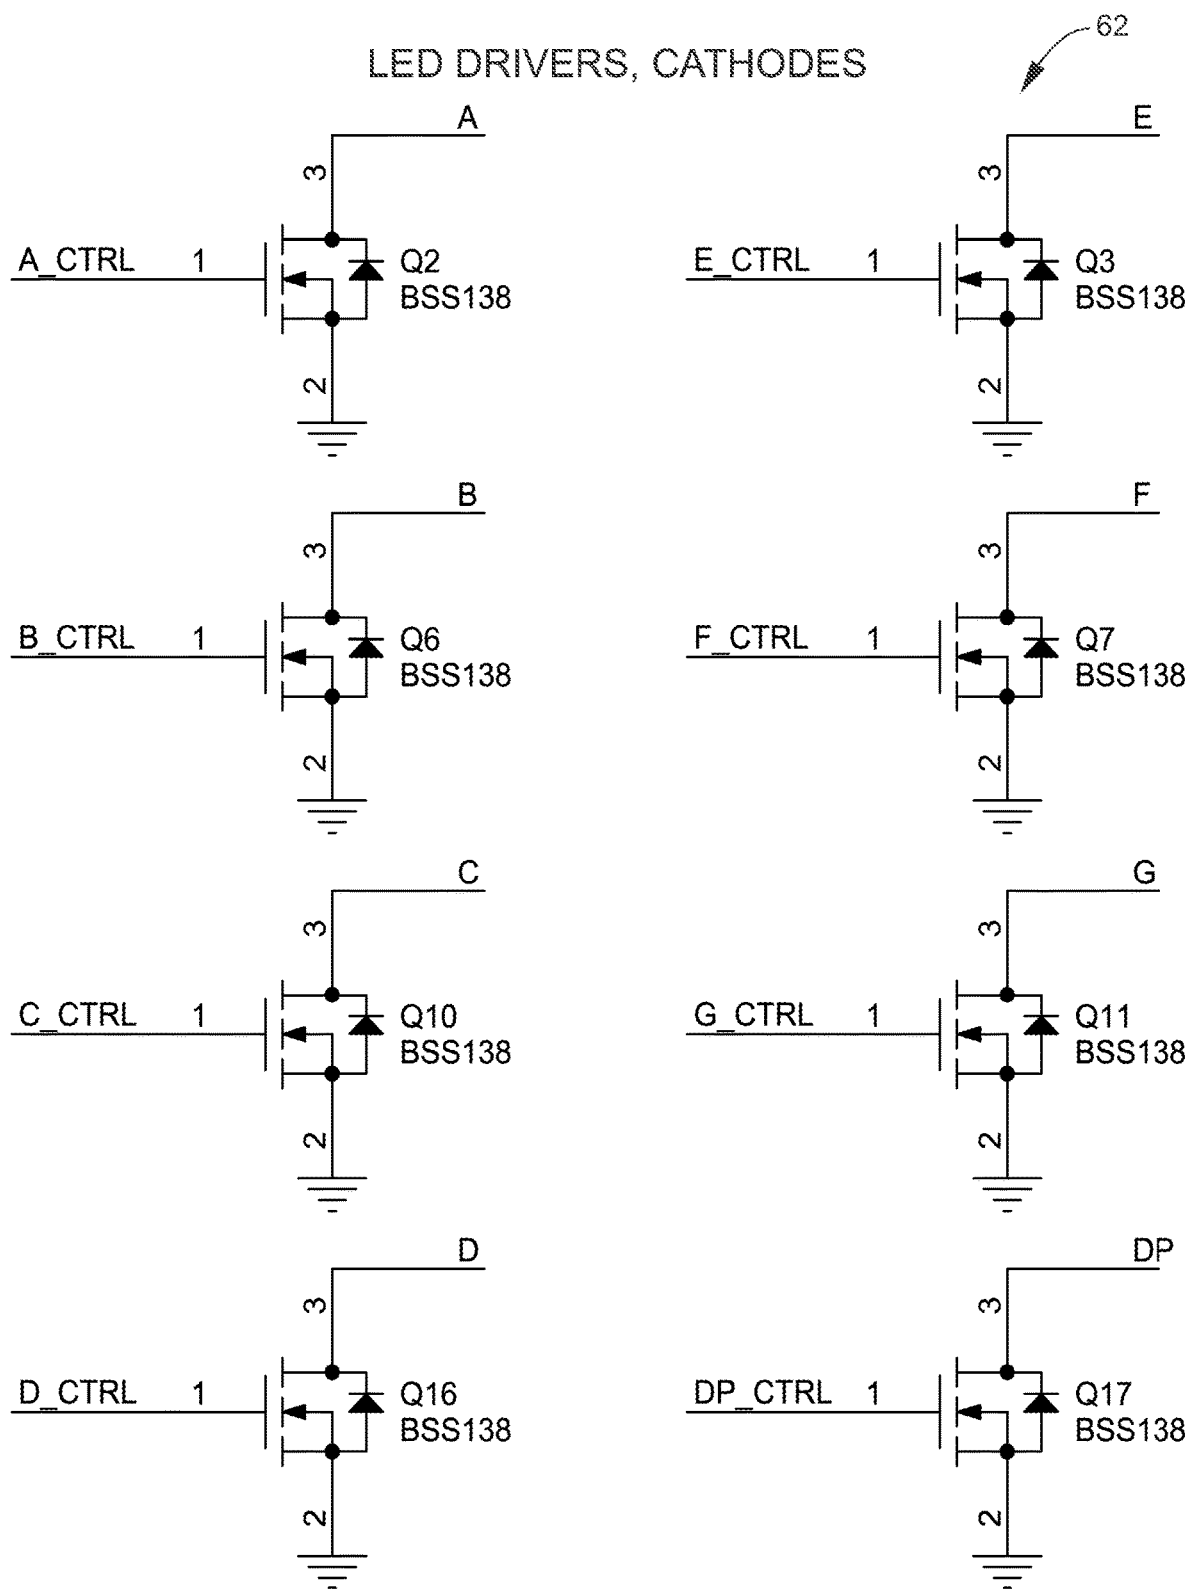 62
LED DRIVERS, CATHODES
A
3
A_CTRL 1
Q2
BSS138
2
E
3
E_CTRL 1
Q3
BSS138
2
B
3
B_CTRL 1
Q6
BSS138
2
F
3
F_CTRL 1
Q7
BSS138
2
C
3
C_CTRL 1
Q10
BSS138
2
G
3
G_CTRL 1
Q11
BSS138
2
D
3
D_CTRL 1
Q16
BSS138
2
DP
3
DP_CTRL 1
Q17
BSS138
2